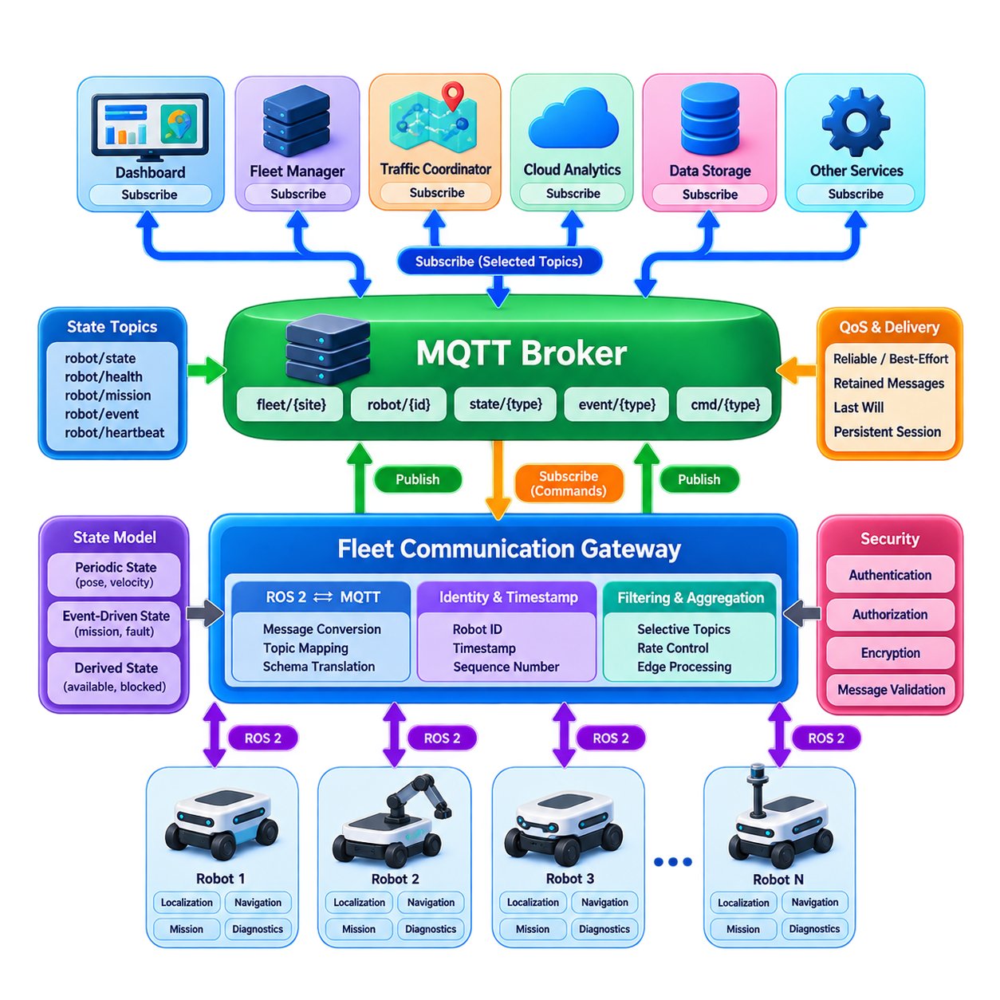 Dashboard
Subscribe
Fleet Manager
Subscribe
Traffic Coordinator
Subscribe
Cloud Analytics
Subscribe
Data Storage
Subscribe
Other Services
Subscribe
Subscribe (Selected Topics)
State Topics
robot/state
robot/health
robot/mission
robot/event
robot/heartbeat
MQTT Broker
fleet/{site}
robot/{id}
state/{type}
event/{type}
cmd/{type}
QoS & Delivery
Reliable / Best-Effort
Retained Messages
Last Will
Persistent Session
Publish
Subscribe
(Commands)
Publish
State Model
Periodic State
(pose, velocity)
Event-Driven State
(mission, fault)
Derived State
(available, blocked)
Fleet Communication Gateway
ROS 2 ⇌ MQTT
Message Conversion
Topic Mapping
Schema Translation
Identity & Timestamp
Robot ID
Timestamp
Sequence Number
Filtering & Aggregation
Selective Topics
Rate Control
Edge Processing
Security
Authentication
Authorization
Encryption
Message Validation
ROS 2
ROS 2
ROS 2
ROS 2
Robot 1
Localization
Navigation
Mission
Diagnostics
Robot 2
Localization
Navigation
Mission
Diagnostics
Robot 3
Localization
Navigation
Mission
Diagnostics
Robot N
Localization
Navigation
Mission
Diagnostics